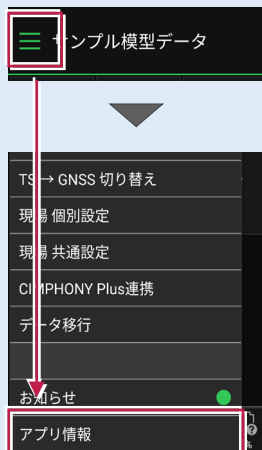 サンプル模型データ
TS → GNSS 切り替え
現場 個別設定
現場 共通設定
CIMPHONY Plus連携
データ移行
お知らせ
アプリ情報
%